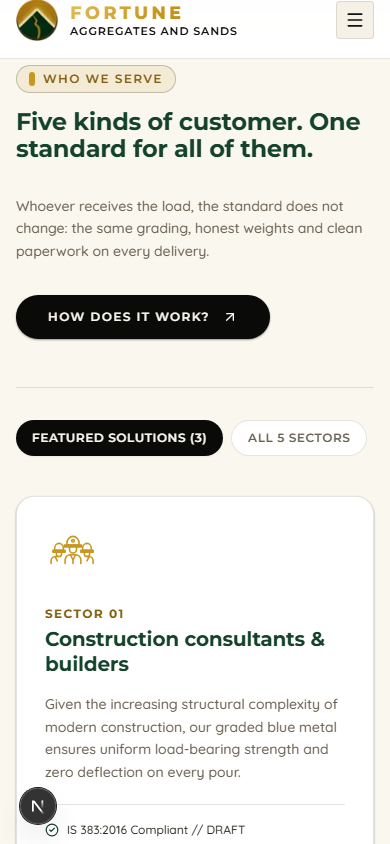 FORTUNE
AGGREGATES AND SANDS
WHO WE SERVE
Five kinds of customer. One
standard for all of them.
Whoever receives the load, the standard does not
change: the same grading, honest weights and clean
paperwork on every delivery.
HOW DOES IT WORK?
FEATURED SOLUTIONS (3)
ALL 5 SECTORS
SECTOR 01
Construction consultants &
builders
Given the increasing structural complexity of
modern construction, our graded blue metal
ensures uniform load-bearing strength and
zero deflection on every pour.
N
IS 383:2016 Compliant // DRAFT